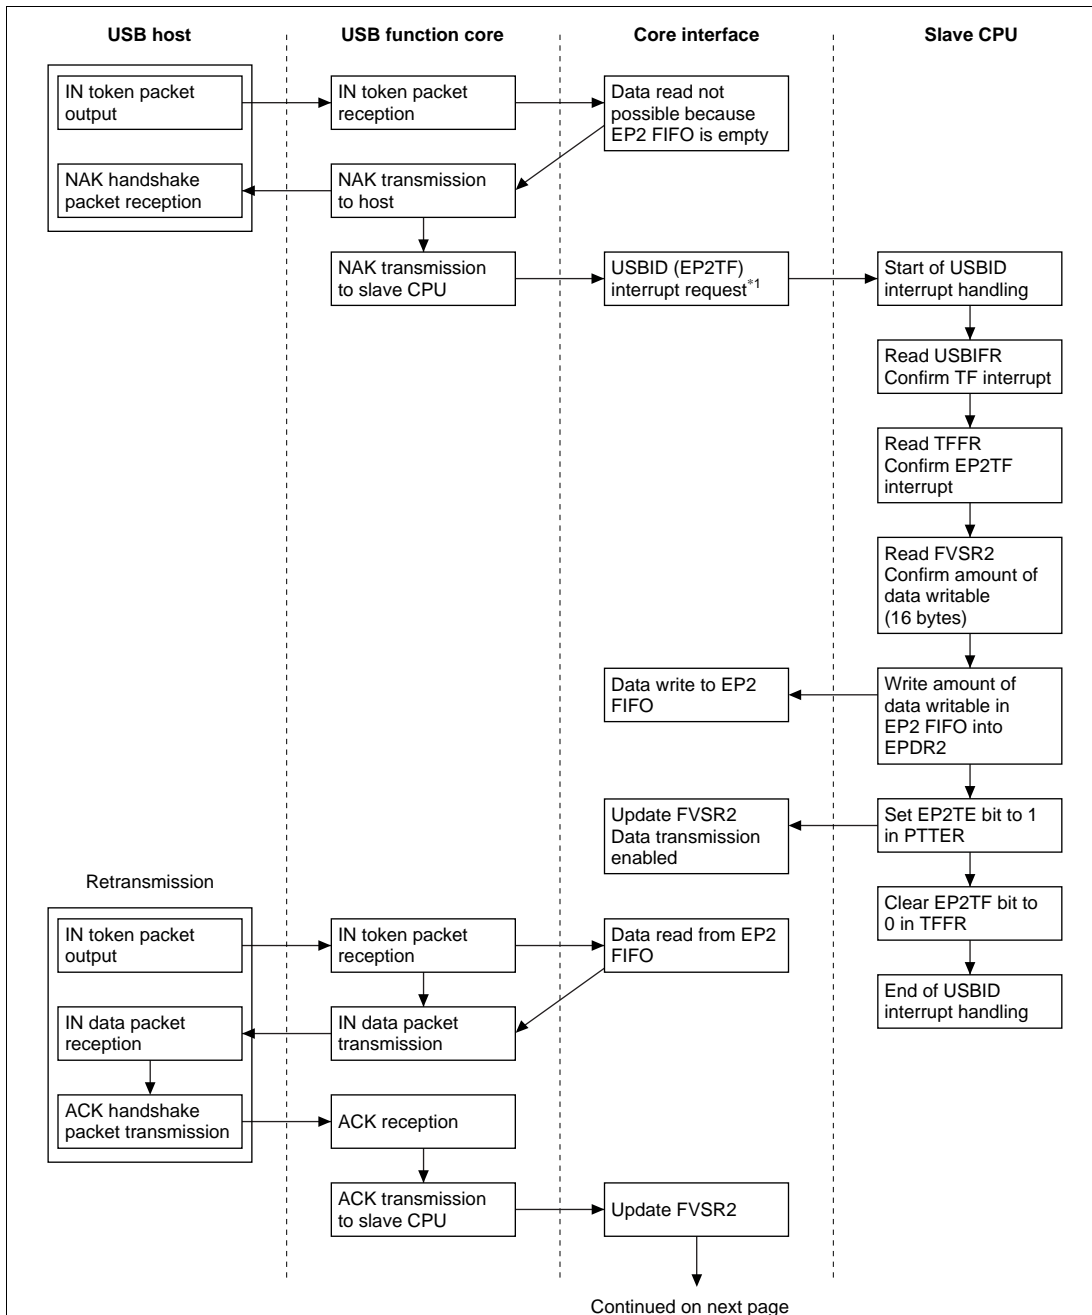 USB host
USB function core
Core interface
Slave CPU
IN token packet
output
IN token packet
reception
Data read not
possible because
EP2 FIFO is empty
NAK handshake
packet reception
NAK transmission
to host
NAK transmission
to slave CPU
USBID (EP2TF)
interrupt request*1
Start of USBID
interrupt handling
Read USBIFR
Confirm TF interrupt
Read TFFR
Confirm EP2TF
interrupt
Read FVSR2
Confirm amount of
data writable
(16 bytes)
Data write to EP2
FIFO
Write amount of
data writable in
EP2 FIFO into
EPDR2
Update FVSR2
Data transmission
enabled
Set EP2TE bit to 1
in PTTER
Retransmission
Clear EP2TF bit to
0 in TFFR
IN token packet
output
IN token packet
reception
Data read from EP2
FIFO
End of USBID
interrupt handling
IN data packet
reception
IN data packet
transmission
ACK handshake
packet transmission
ACK reception
ACK transmission
to slave CPU
Update FVSR2
Continued on next page